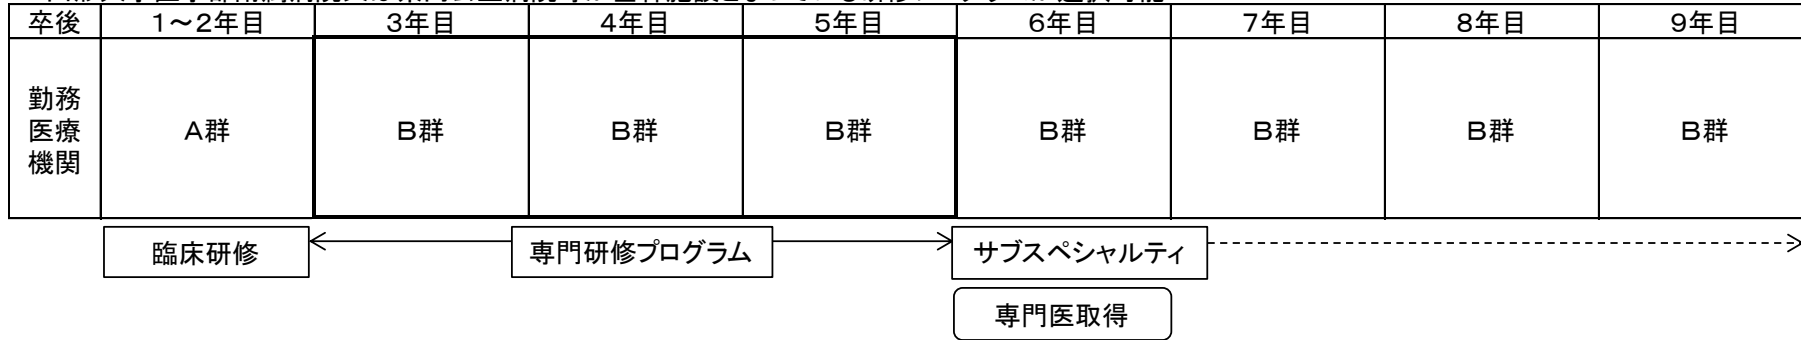 卒後 1～2年目 3年目 4年目 5年目 6年目 7年目 8年目 9年目
勤務
医療
機関
A群 B群 B群 B群 B群 B群 B群 B群
臨床研修 専門研修プログラム サブスペシャルティ
専門医取得